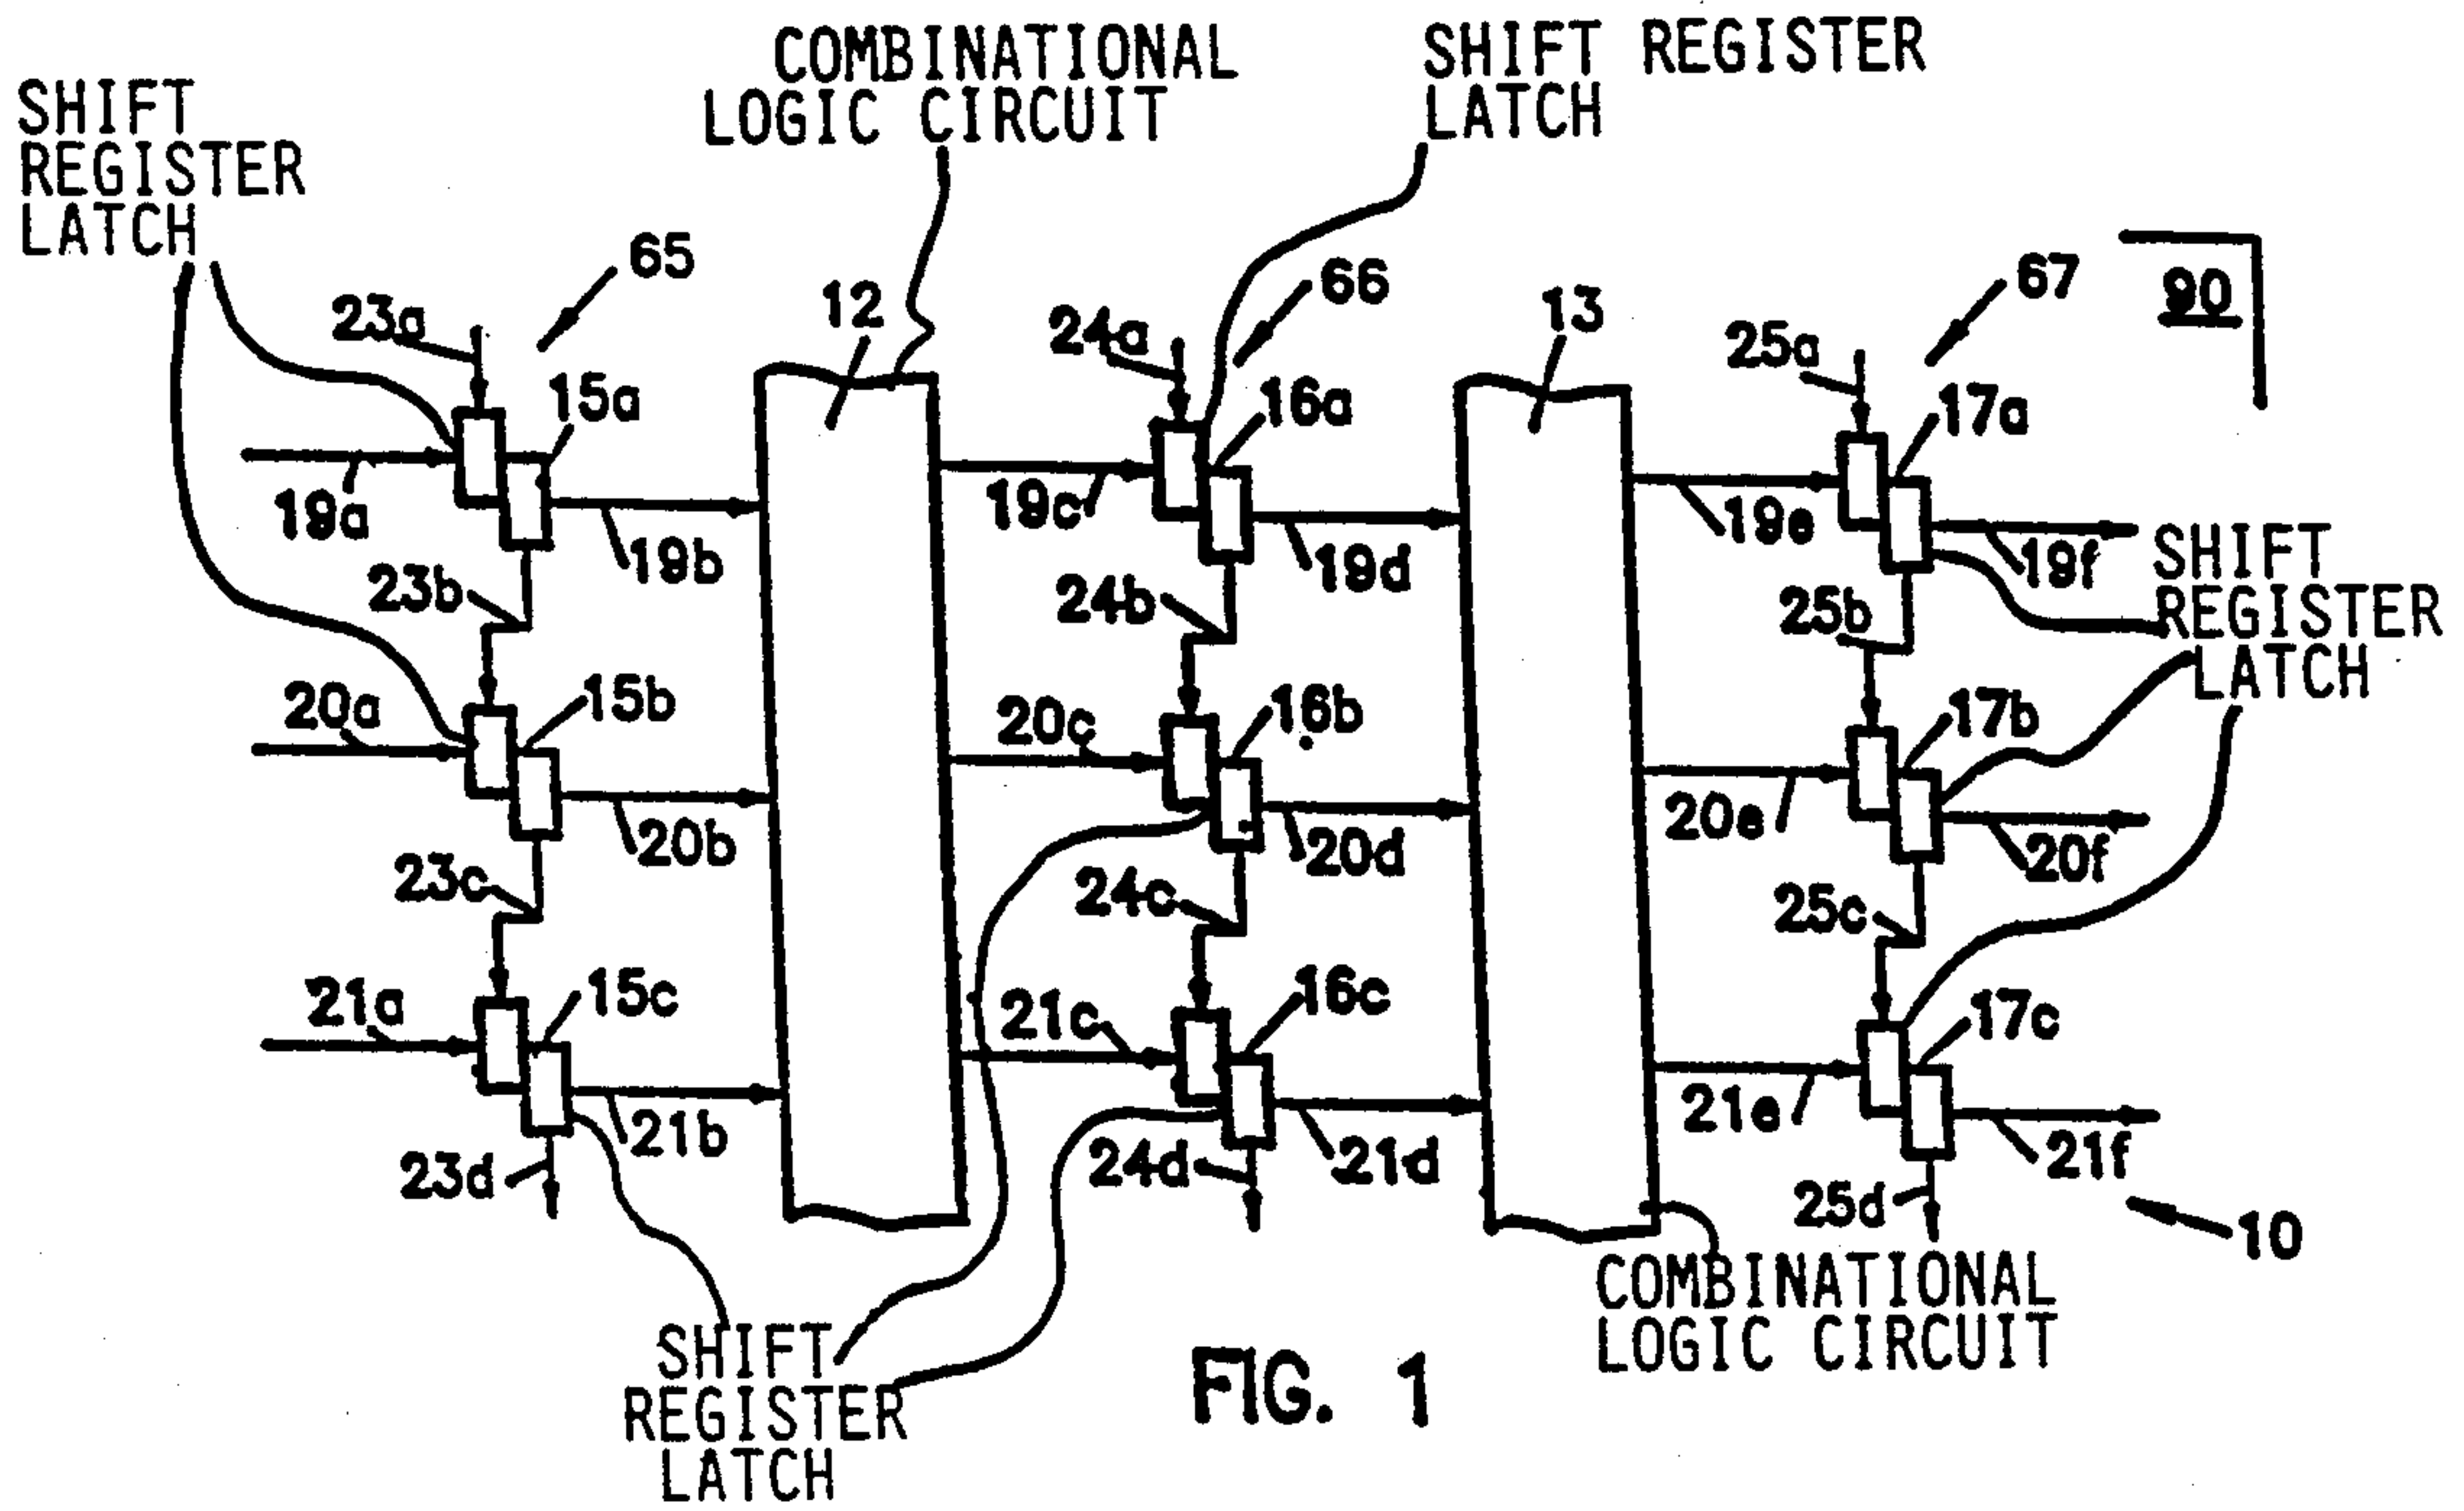 COMBINATIONAL
LOGIC CIRCUIT
SHIFT REGISTER
LATCH
SHIFT
REGISTER
LATCH
65
66
67
90
23a
12
24a
13
25a
15a
16a
17a
19a
19b
19c
19d
19e
19f
SHIFT
REGISTER
LATCH
23b
24b
25b
20a
15b
20c
16b
17b
20b
20d
20e
20f
23c
24c
25c
21a
15c
21c
16c
17c
21b
21d
21e
21f
23d
24d
25d
10
COMBINATIONAL
LOGIC CIRCUIT
SHIFT
REGISTER
LATCH
FIG. 1